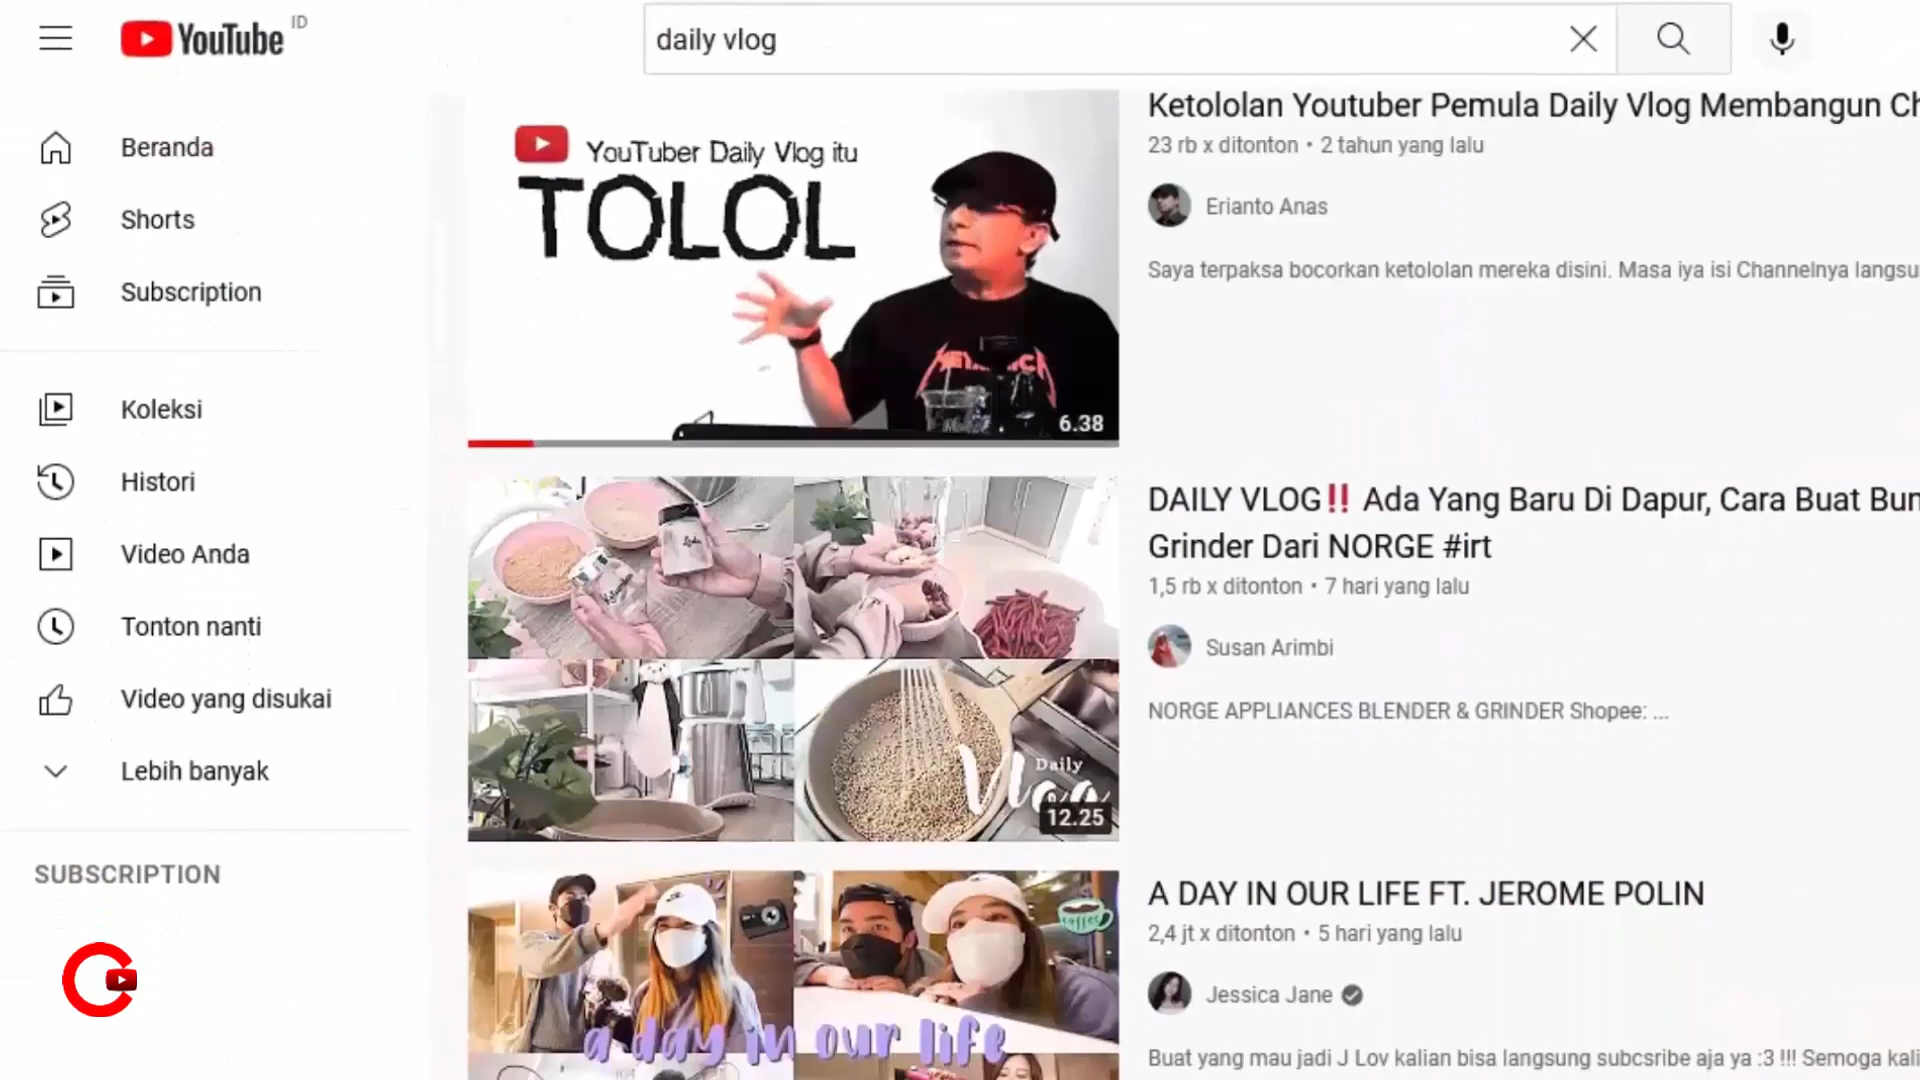 YouTube ID
daily vlog
Beranda
Shorts
Subscription
Koleksi
Histori
Video Anda
Tonton nanti
Video yang disukai
Lebih banyak
SUBSCRIPTION
YouTuber Daily Vlog itu
TOLOL
6.38
Ketololan Youtuber Pemula Daily Vlog Membangun Ch
23 rb x ditonton • 2 tahun yang lalu
Erianto Anas
Saya terpaksa bocorkan ketololan mereka disini. Masa iya isi Channelnya langsu
Daily
Vlog
12.25
DAILY VLOG‼ Ada Yang Baru Di Dapur, Cara Buat Bum
Grinder Dari NORGE #irt
1,5 rb x ditonton • 7 hari yang lalu
Susan Arimbi
NORGE APPLIANCES BLENDER & GRINDER Shopee: ...
coffee
a day in our life
A DAY IN OUR LIFE FT. JEROME POLIN
2,4 jt x ditonton • 5 hari yang lalu
Jessica Jane
Buat yang mau jadi J Lov kalian bisa langsung subcsribe aja ya :3 !!! Semoga kali